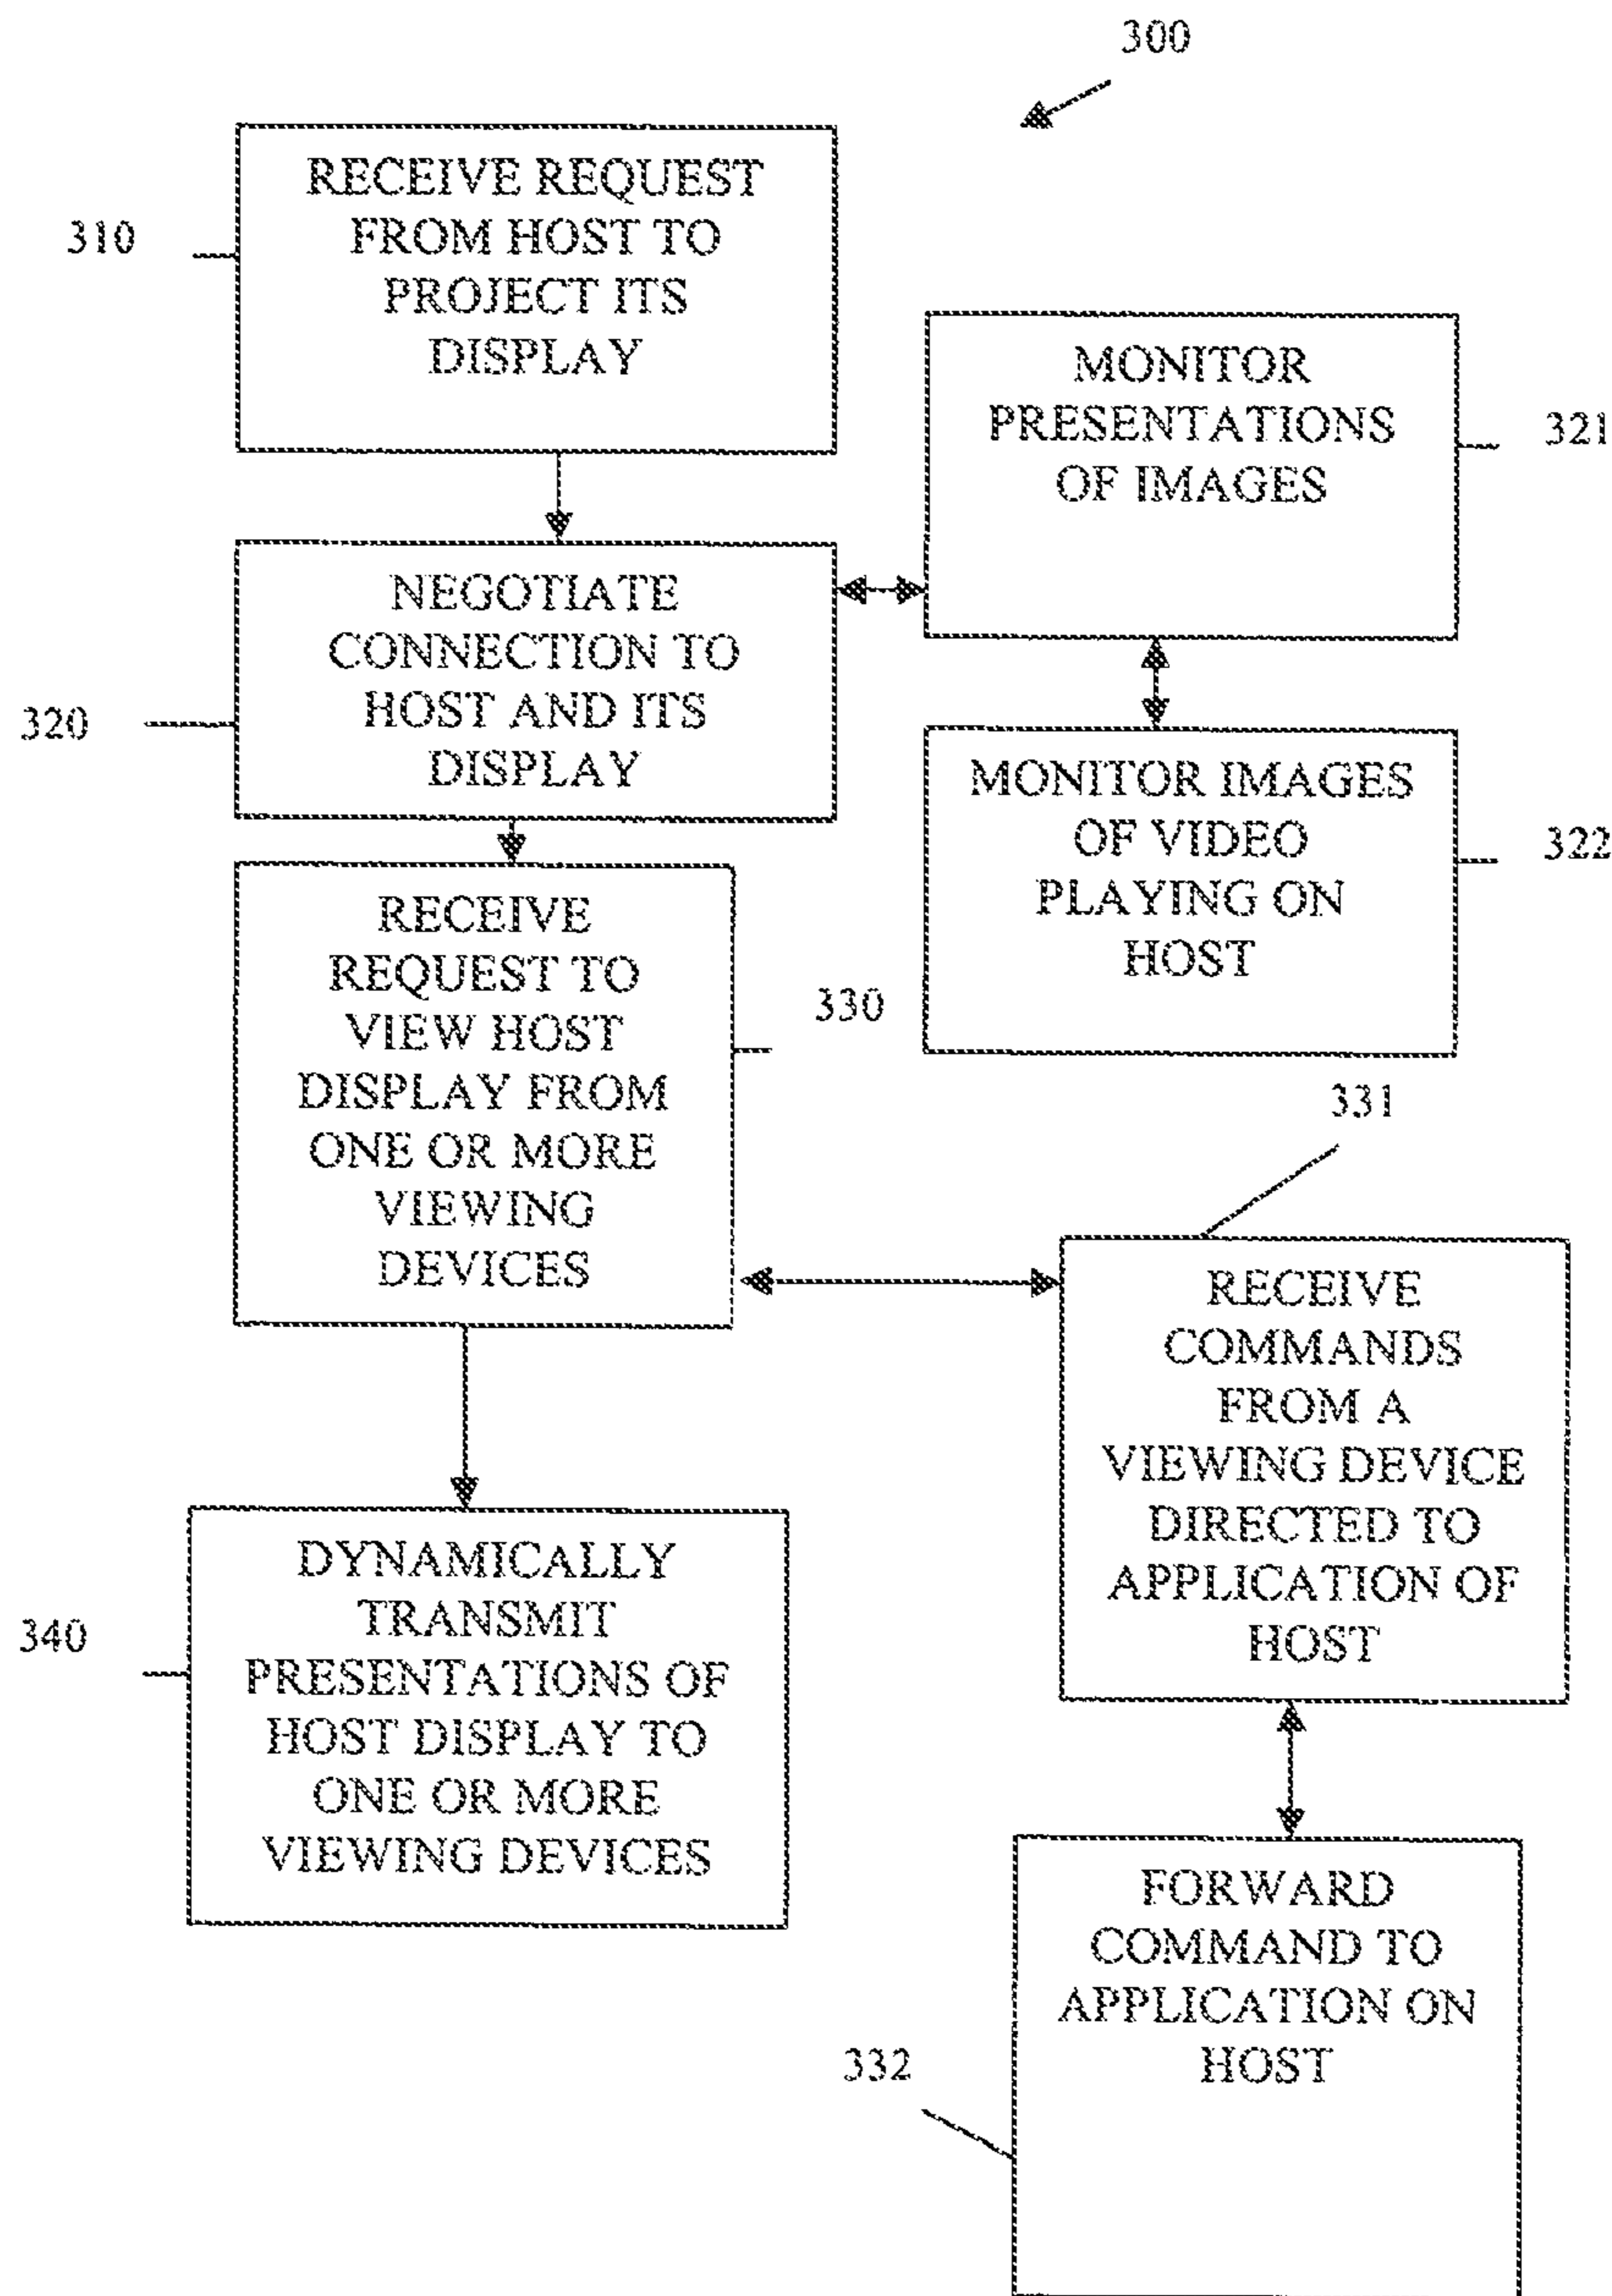 300
310
RECEIVE REQUEST
FROM HOST TO
PROJECT ITS
DISPLAY
MONITOR
PRESENTATIONS
OF IMAGES
321
320
NEGOTIATE
CONNECTION TO
HOST AND ITS
DISPLAY
MONITOR IMAGES
OF VIDEO
PLAYING ON
HOST
322
RECEIVE
REQUEST TO
VIEW HOST
DISPLAY FROM
ONE OR MORE
VIEWING
DEVICES
330
331
RECEIVE
COMMANDS
FROM A
VIEWING DEVICE
DIRECTED TO
APPLICATION OF
HOST
340
DYNAMICALLY
TRANSMIT
PRESENTATIONS OF
HOST DISPLAY TO
ONE OR MORE
VIEWING DEVICES
332
FORWARD
COMMAND TO
APPLICATION ON
HOST